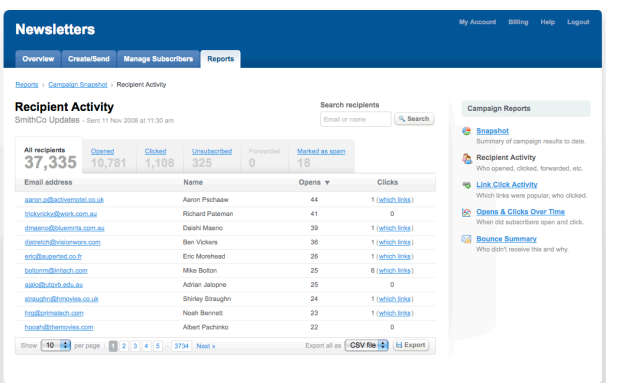 My Account Billing Help Logout
Newsletters
Overview Create/Send Manage Subscribers Reports
Reports › Campaign Snapshot › Recipient Activity
Recipient Activity
SmithCo Updates - Sent 11 Nov 2009 at 11:30 am
Search recipients
Email or name Search
All recipients Opened Clicked Unsubscribed Forwarded Marked as spam
37,335 10,781 1,108 325 0 18
Email address Name Opens ▼ Clicks
aaron.p@activemotel.co.uk Aaron Pschaaw 44 1 (which links)
trickyricky@work.com.au Richard Pateman 41 0
dmaeno@bluemnts.com.au Daishi Maeno 39 1 (which links)
djstretch@visionworx.com Ben Vickers 36 1 (which links)
eric@superted.co.fr Eric Morehead 26 1 (which links)
boltonm@initech.com Mike Bolton 25 6 (which links)
ajalo@utqvb.edu.au Adrian Jalopne 25 0
straughn@hmovies.co.uk Shirley Straughn 24 1 (which links)
hrg@primatech.com Noah Bennett 23 1 (which links)
hooah@themovies.com Albert Pachinko 22 0
Show 10 per page 1 2 3 4 5 ... 3734 Next » Export all as CSV file Export
Campaign Reports
Snapshot
Summary of campaign results to date.
Recipient Activity
Who opened, clicked, forwarded, etc.
Link Click Activity
Which links were popular, who clicked.
Opens & Clicks Over Time
When did subscribers open and click.
Bounce Summary
Who didn't receive this and why.